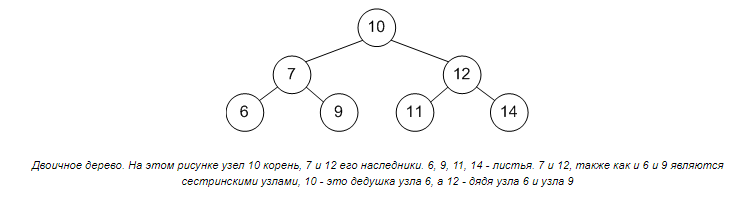 10
7 12
6 9 11 14
Двоичное дерево. На этом рисунке узел 10 корень, 7 и 12 его наследники. 6, 9, 11, 14 - листья. 7 и 12, также как и 6 и 9 являются
сестринскими узлами, 10 - это дедушка узла 6, а 12 - дядя узла 6 и узла 9